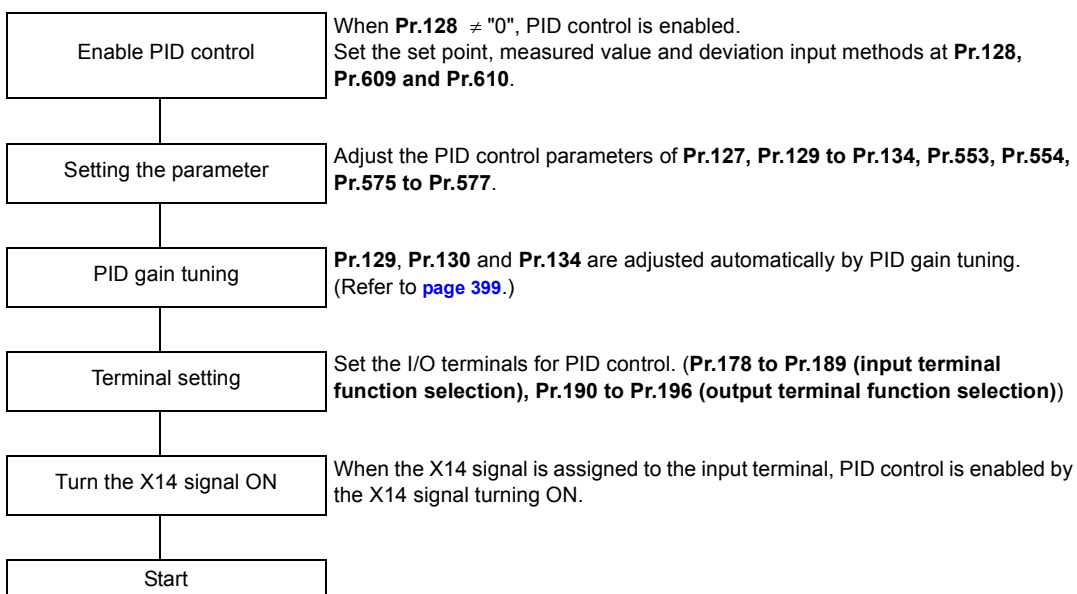 Enable PID control
When Pr.128 ≠ "0", PID control is enabled.
Set the set point, measured value and deviation input methods at Pr.128,
Pr.609 and Pr.610.
Setting the parameter
Adjust the PID control parameters of Pr.127, Pr.129 to Pr.134, Pr.553, Pr.554,
Pr.575 to Pr.577.
PID gain tuning
Pr.129, Pr.130 and Pr.134 are adjusted automatically by PID gain tuning.
(Refer to page 399.)
Terminal setting
Set the I/O terminals for PID control. (Pr.178 to Pr.189 (input terminal
function selection), Pr.190 to Pr.196 (output terminal function selection))
Turn the X14 signal ON
When the X14 signal is assigned to the input terminal, PID control is enabled by
the X14 signal turning ON.
Start